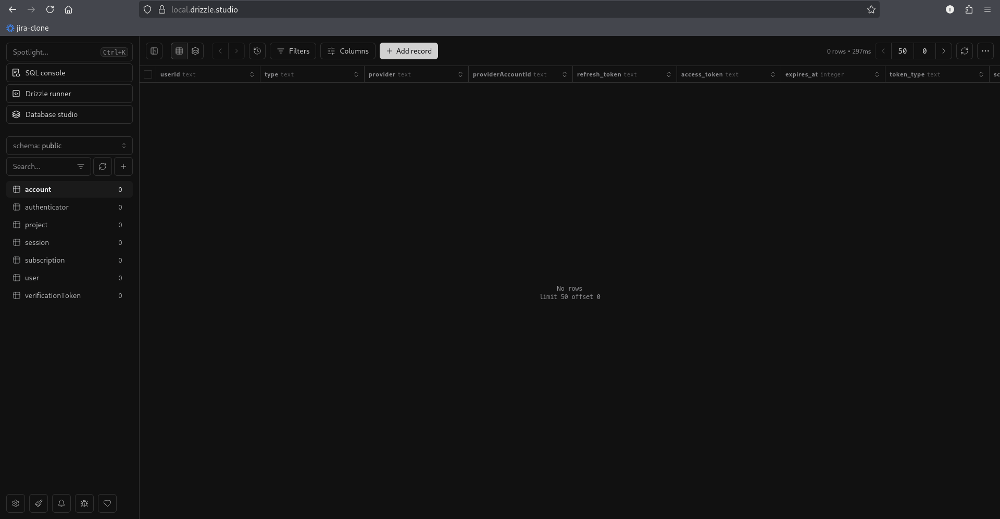 local.drizzle.studio
jira-clone
Spotlight...
Ctrl+K
SQL console
Drizzle runner
Database studio
schema: public
Search...
account 0
authenticator 0
project 0
session 0
subscription 0
user 0
verificationToken 0
Filters
Columns
Add record
0 rows • 297ms
50
0
userId text
type text
provider text
providerAccountId text
refresh_token text
access_token text
expires_at integer
token_type text
sc
No rows
limit 50 offset 0